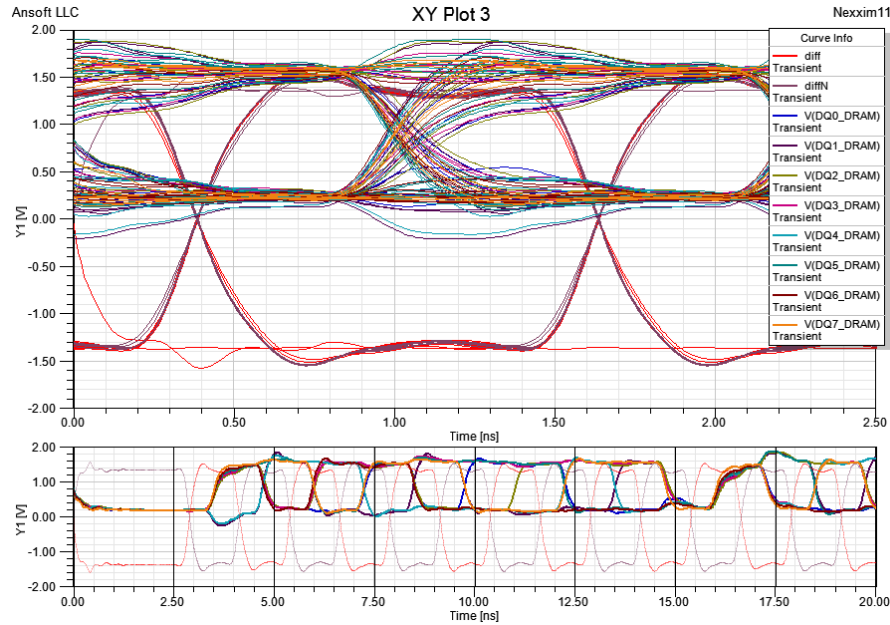 Ansoft LLC
XY Plot 3
Nexxim11
2.00
1.50
1.00
0.50
0.00
-0.50
-1.00
-1.50
-2.00
Y1 [V]
0.00 0.50 1.00 1.50 2.00 2.50
Time [ns]
Curve Info
diff
Transient
diffN
Transient
V(DQ0_DRAM)
Transient
V(DQ1_DRAM)
Transient
V(DQ2_DRAM)
Transient
V(DQ3_DRAM)
Transient
V(DQ4_DRAM)
Transient
V(DQ5_DRAM)
Transient
V(DQ6_DRAM)
Transient
V(DQ7_DRAM)
Transient
2.00
1.00
0.00
-1.00
-2.00
Y1 [V]
0.00 2.50 5.00 7.50 10.00 12.50 15.00 17.50 20.00
Time [ns]